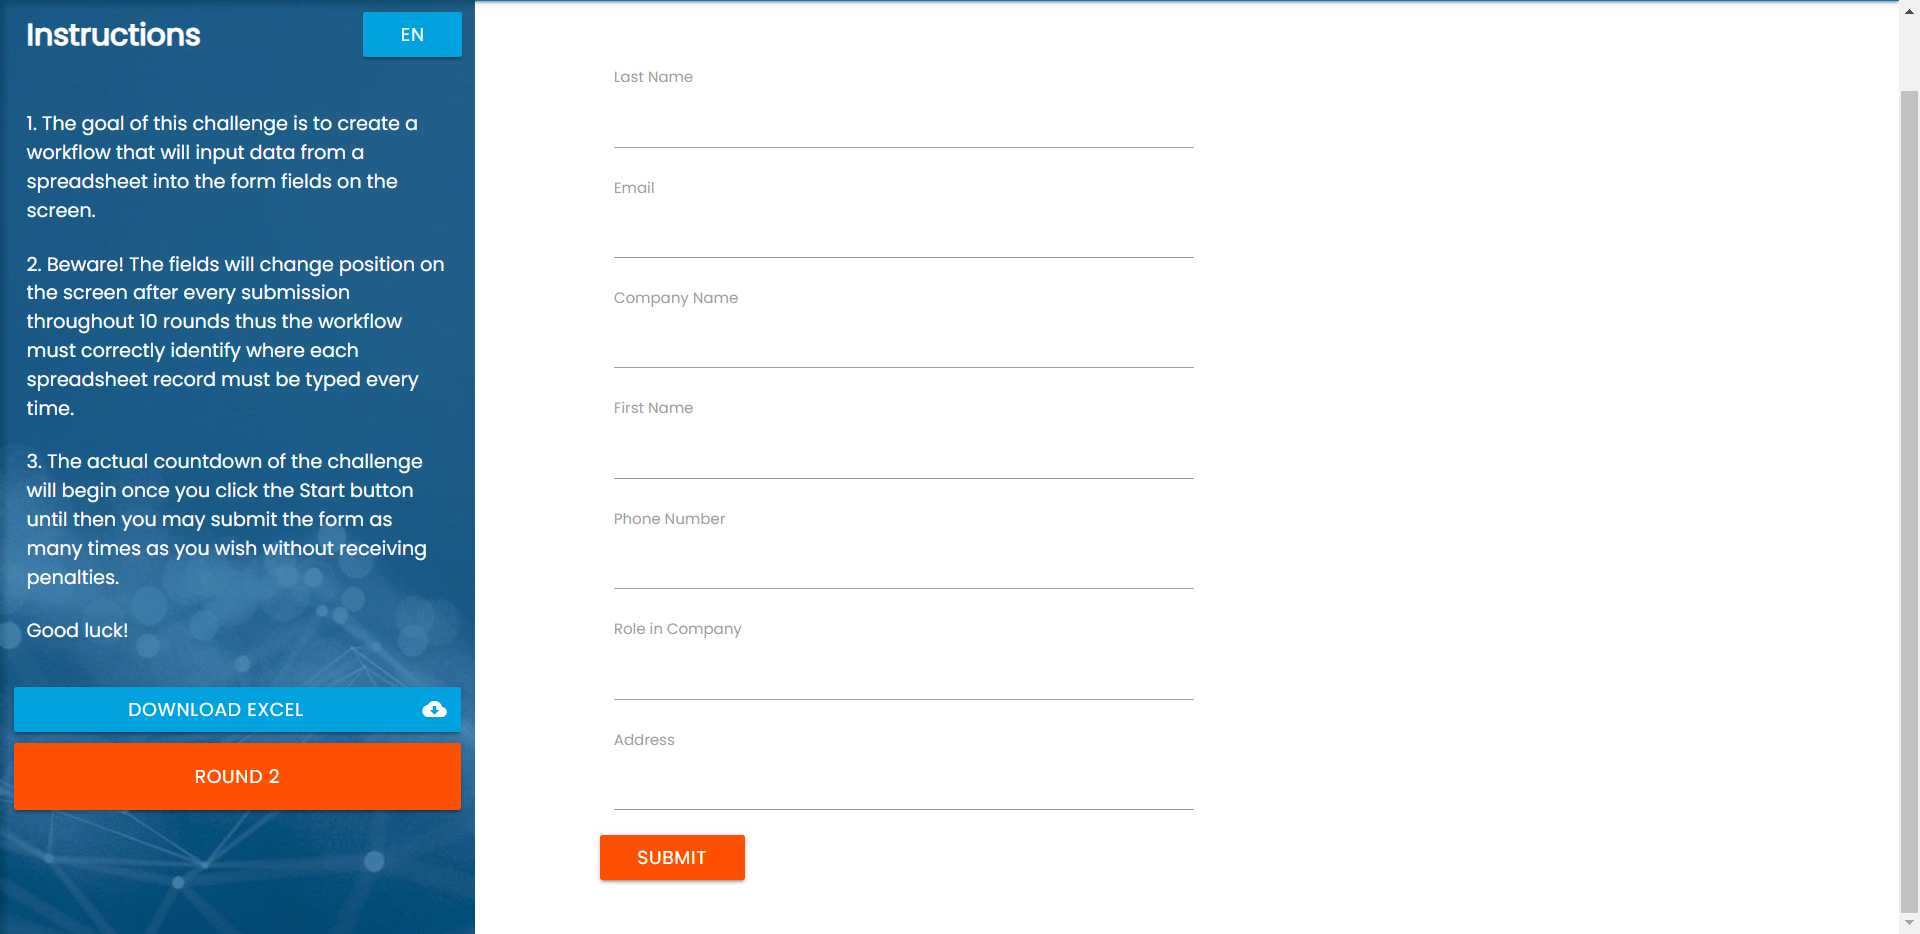 Instructions
EN
1. The goal of this challenge is to create a
workflow that will input data from a
spreadsheet into the form fields on the
screen.
2. Beware! The fields will change position on
the screen after every submission
throughout 10 rounds thus the workflow
must correctly identify where each
spreadsheet record must be typed every
time.
3. The actual countdown of the challenge
will begin once you click the Start button
until then you may submit the form as
many times as you wish without receiving
penalties.
Good luck!
DOWNLOAD EXCEL
ROUND 2
Last Name
Email
Company Name
First Name
Phone Number
Role in Company
Address
SUBMIT